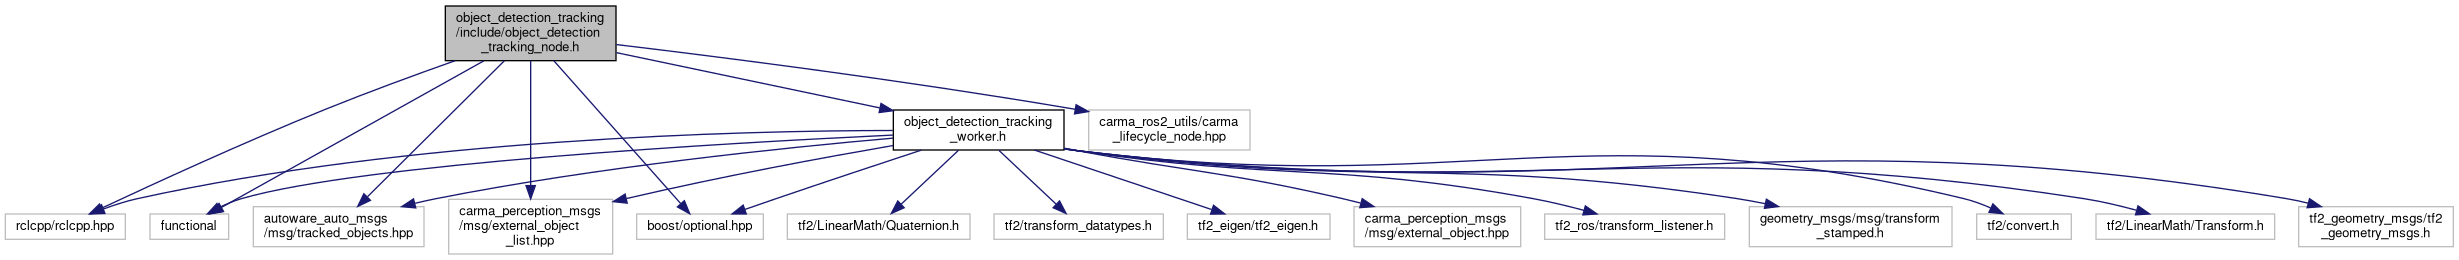 object_detection_tracking
/include/object_detection
_tracking_node.h
object_detection_tracking
_worker.h
carma_ros2_utils/carma
_lifecycle_node.hpp
rclcpp/rclcpp.hpp
functional
autoware_auto_msgs
/msg/tracked_objects.hpp
carma_perception_msgs
/msg/external_object
_list.hpp
boost/optional.hpp
tf2/LinearMath/Quaternion.h
tf2/transform_datatypes.h
tf2_eigen/tf2_eigen.h
carma_perception_msgs
/msg/external_object.hpp
tf2_ros/transform_listener.h
geometry_msgs/msg/transform
_stamped.h
tf2/convert.h
tf2/LinearMath/Transform.h
tf2_geometry_msgs/tf2
_geometry_msgs.h